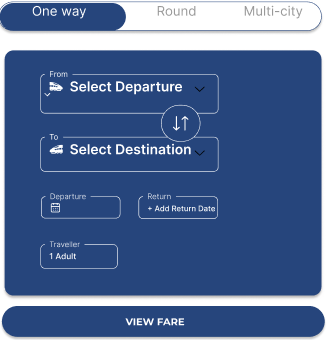 One way Round Multi-city
From
Select Departure
To
Select Destination
Departure Return
+ Add Return Date
Traveller
1 Adult
VIEW FARE